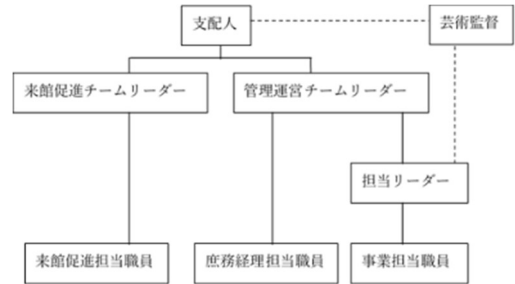 支配人
芸術監督
来館促進チームリーダー
管理運営チームリーダー
担当リーダー
来館促進担当職員
庶務経理担当職員
事業担当職員